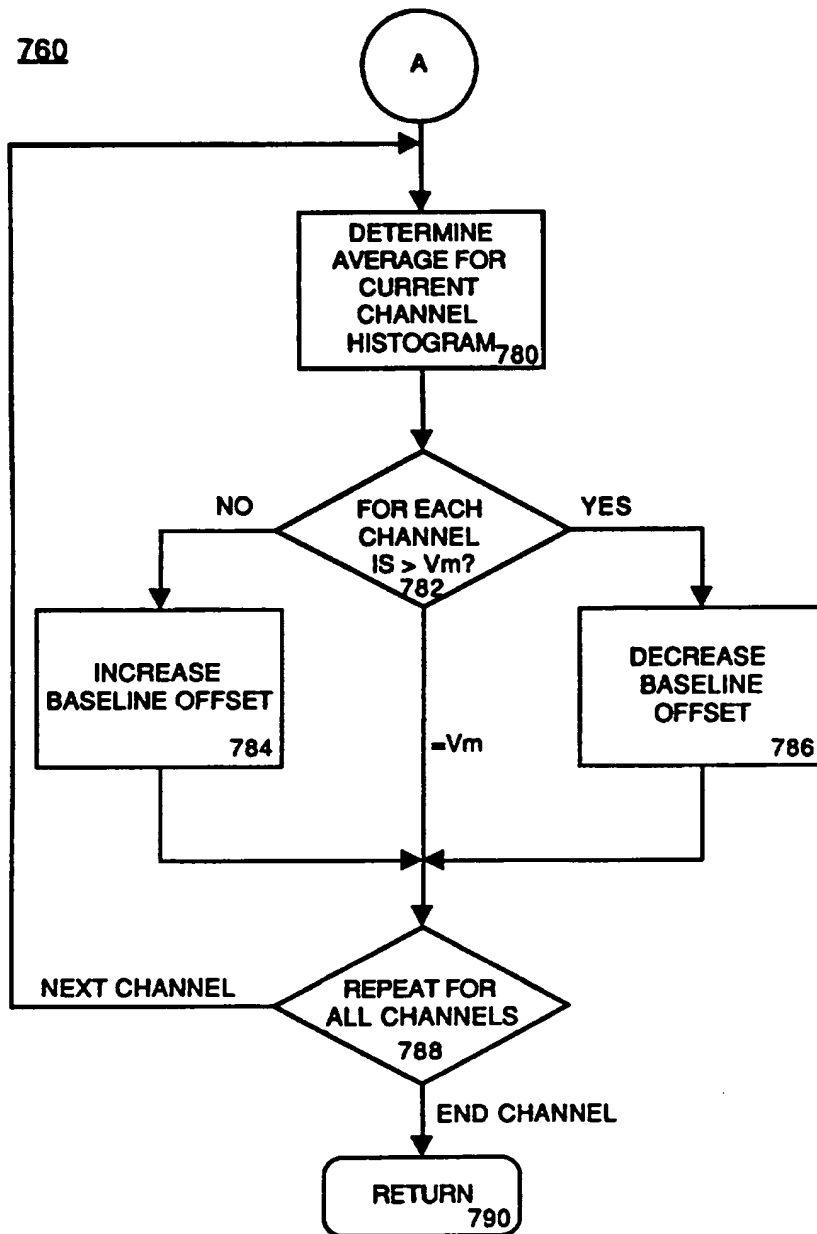 760
A
DETERMINE
AVERAGE FOR
CURRENT
CHANNEL
HISTOGRAM
780
NO
FOR EACH
CHANNEL
IS > Vm?
782
YES
INCREASE
BASELINE OFFSET
784
=Vm
DECREASE
BASELINE
OFFSET
786
NEXT CHANNEL
REPEAT FOR
ALL CHANNELS
788
END CHANNEL
RETURN
790